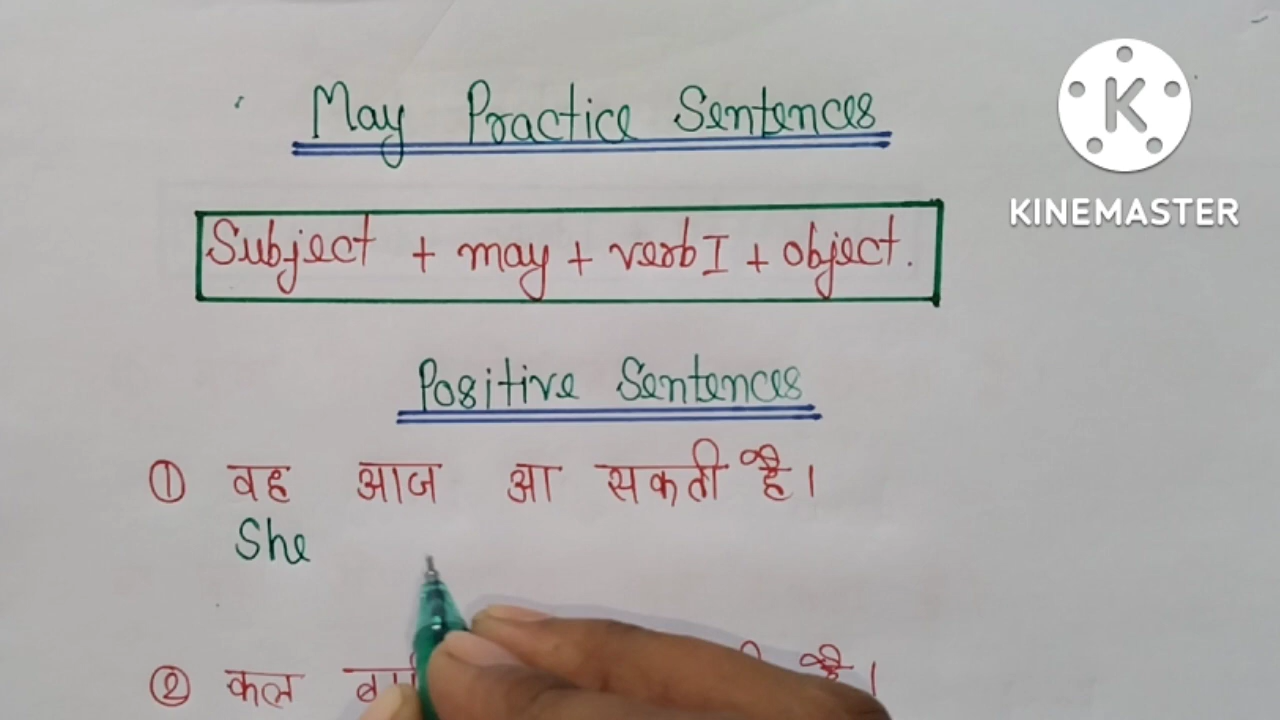 May Practice Sentences
KINEMASTER
Subject + may + verb I + object.
Positive Sentences
① वह आज आ सकती है।
She
② कल है।